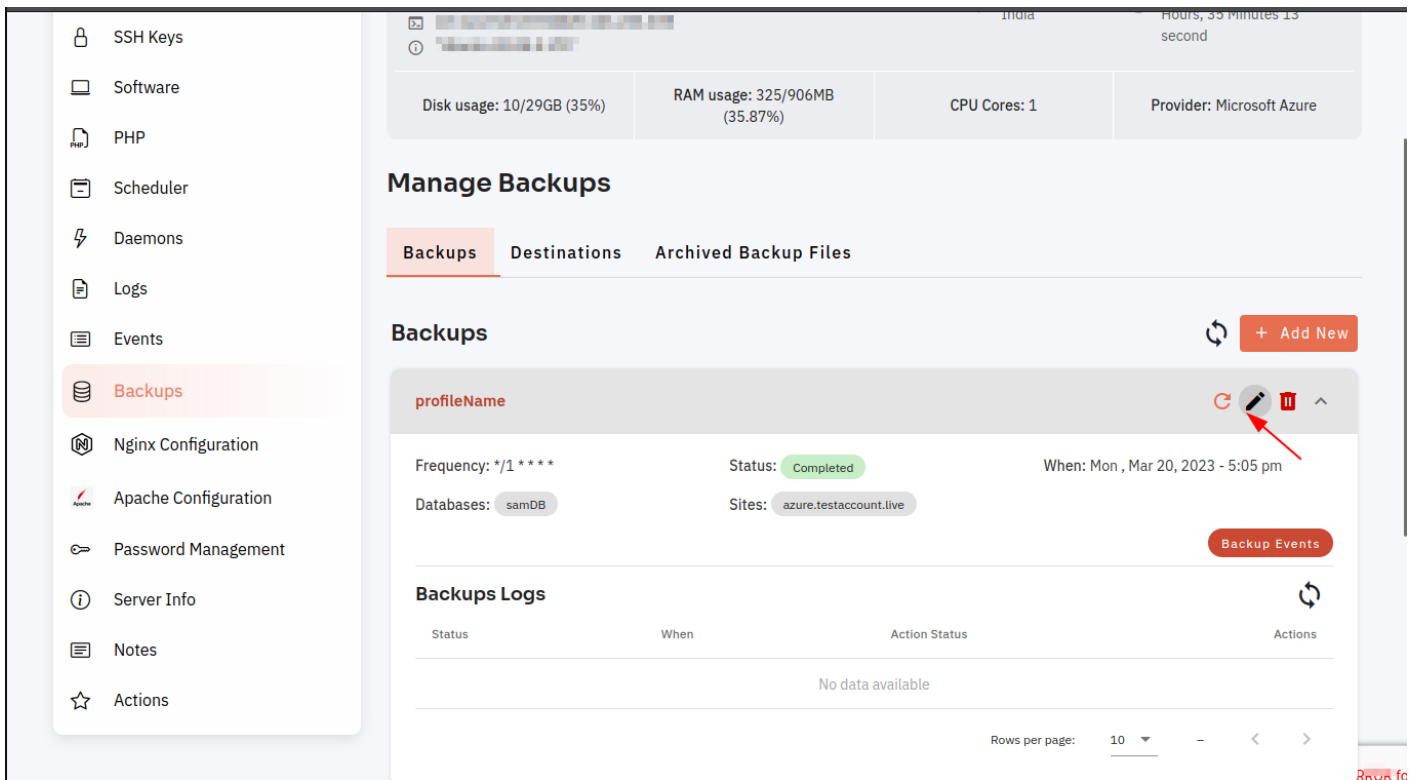 SSH Keys
Software
PHP
PHP
Scheduler
Daemons
Logs
Events
Backups
Nginx Configuration
Apache
Apache Configuration
Password Management
Server Info
Notes
Actions
India
Hours, 35 Minutes 13
second
Disk usage: 10/29GB (35%)
RAM usage: 325/906MB
(35.87%)
CPU Cores: 1
Provider: Microsoft Azure
Manage Backups
Backups
Destinations
Archived Backup Files
Backups
+ Add New
profileName
Frequency: */1 * * * *
Status: Completed
When: Mon , Mar 20, 2023 - 5:05 pm
Databases: samDB
Sites: azure.testaccount.live
Backup Events
Backups Logs
Status
When
Action Status
Actions
No data available
Rows per page: 10 –